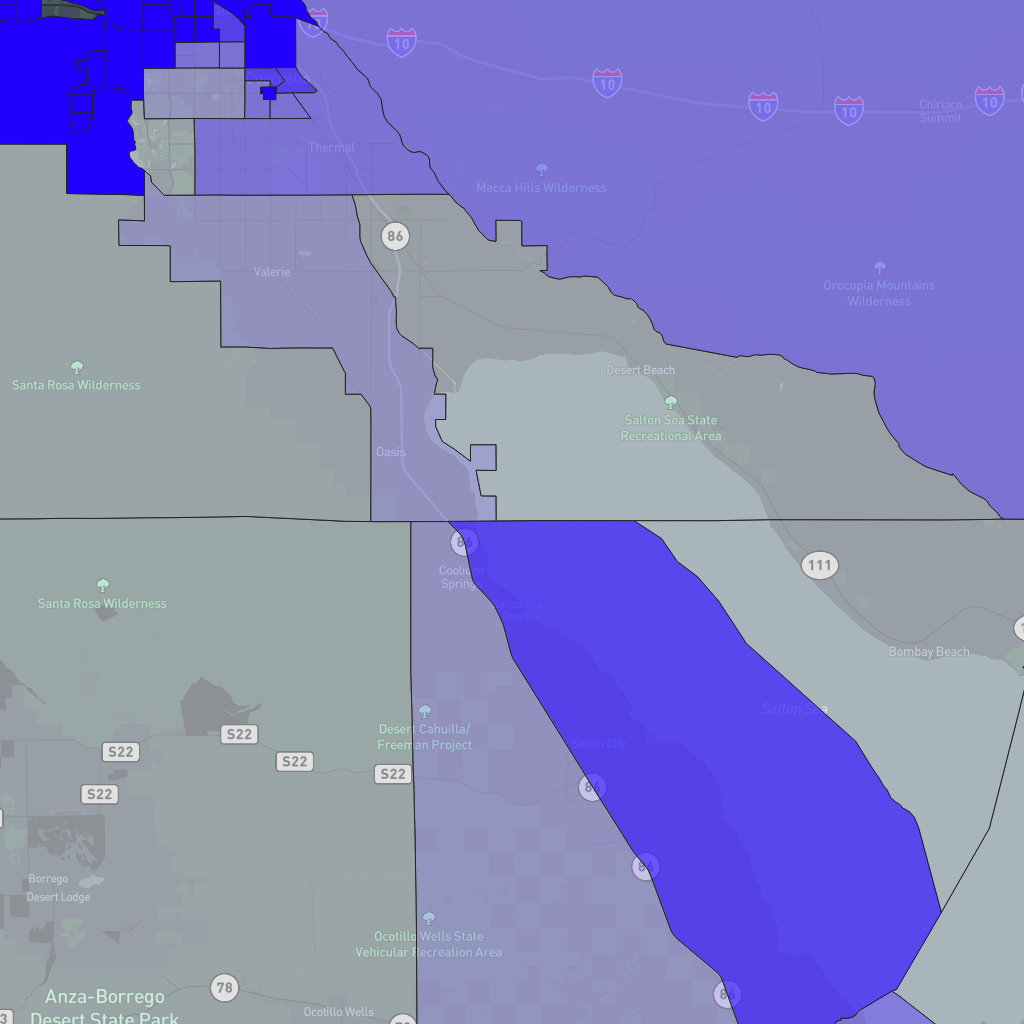 10
10
10
10
10
Chiriaco
Summit
Thermal
Mecca Hills Wilderness
86
Valerie
Orocopia Mountains
Wilderness
Santa Rosa Wilderness
Desert Beach
Salton Sea State
Recreational Area
Oasis
86
111
Coolidge
Springs
Salton Sea
Beach
Santa Rosa Wilderness
Bombay Beach
Salton Sea
Desert Cahuilla/
Freeman Project
S22
S22
S22
S22
S22
Salton City
86
86
Borrego
Desert Lodge
Ocotillo Wells State
Vehicular Recreation Area
78
86
Anza-Borrego
Desert State Park
Ocotillo Wells